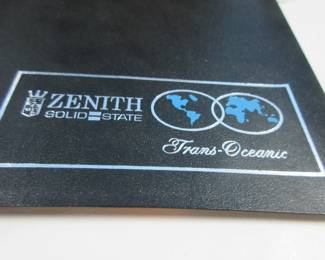 ZENITH
SOLID STATE
Trans-Oceanic